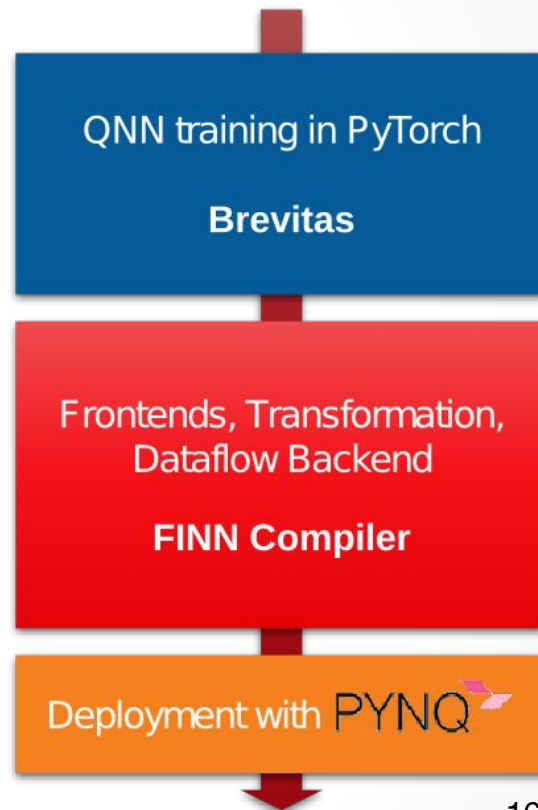 QNN training in PyTorch
Brevitas
Frontends, Transformation,
Dataflow Backend
FINN Compiler
Deployment with PYNQ